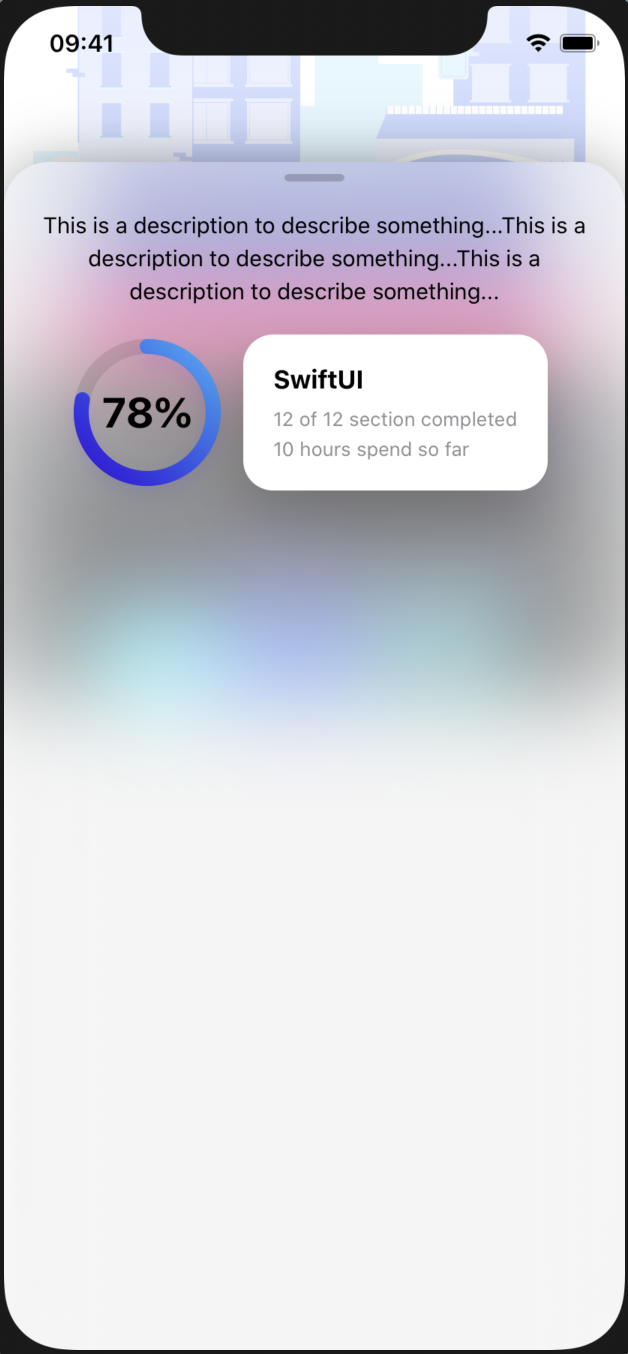 09:41
This is a description to describe something...This is a
description to describe something...This is a
description to describe something...
78%
SwiftUI
12 of 12 section completed
10 hours spend so far